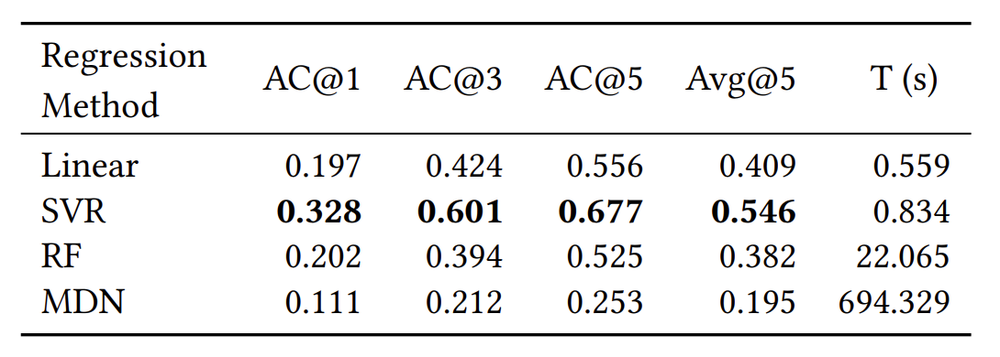 Regression Method AC@1 AC@3 AC@5 Avg@5 T (s)
Linear 0.197 0.424 0.556 0.409 0.559
SVR 0.328 0.601 0.677 0.546 0.834
RF 0.202 0.394 0.525 0.382 22.065
MDN 0.111 0.212 0.253 0.195 694.329